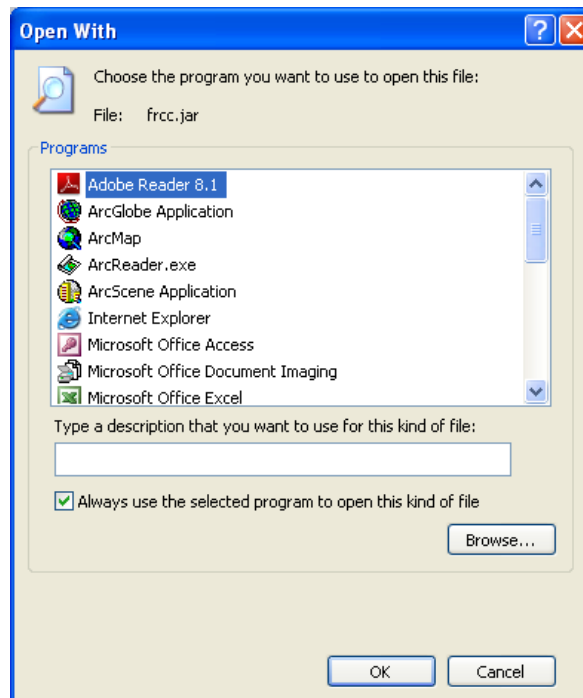 Open With
Choose the program you want to use to open this file:
File: frcc.jar
Programs
Adobe Reader 8.1
ArcGlobe Application
ArcMap
ArcReader.exe
ArcScene Application
Internet Explorer
Microsoft Office Access
Microsoft Office Document Imaging
Microsoft Office Excel
Type a description that you want to use for this kind of file:
Always use the selected program to open this kind of file
Browse...
OK Cancel